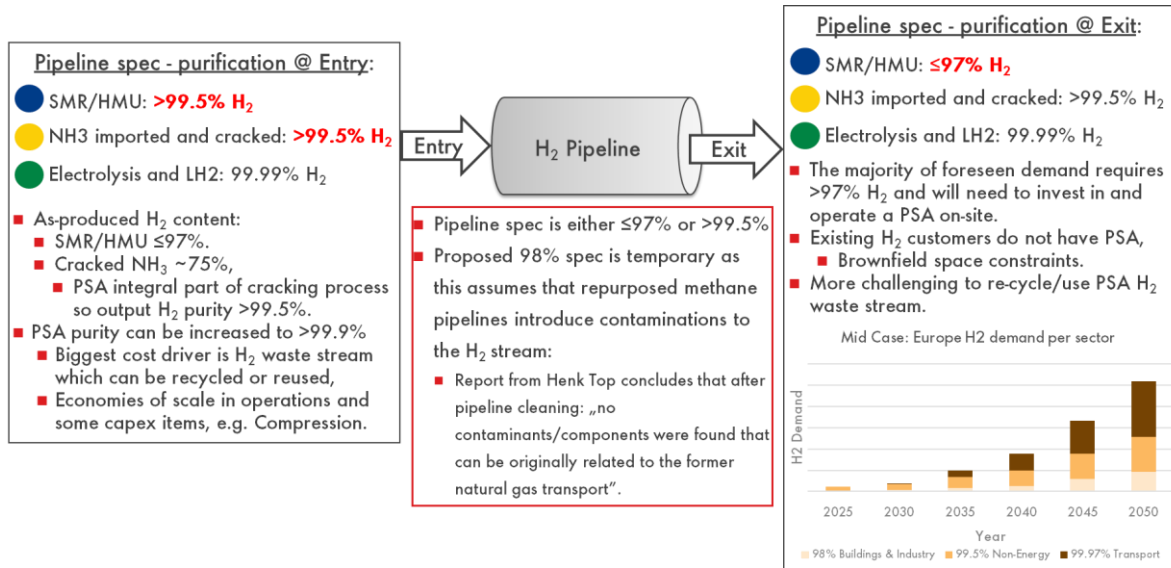 Pipeline spec - purification @ Entry:
SMR/HMU: >99.5% H₂
NH3 imported and cracked: >99.5% H₂
Electrolysis and LH2: 99.99% H₂
As-produced H₂ content:
SMR/HMU ≤97%.
Cracked NH₃ ~75%,
PSA integral part of cracking process
so output H₂ purity >99.5%.
PSA purity can be increased to >99.9%
Biggest cost driver is H₂ waste stream
which can be recycled or reused,
Economies of scale in operations and
some capex items, e.g. Compression.
Entry
H₂ Pipeline
Exit
Pipeline spec is either ≤97% or >99.5%
Proposed 98% spec is temporary as
this assumes that repurposed methane
pipelines introduce contaminations to
the H₂ stream:
Report from Henk Top concludes that after
pipeline cleaning: „no
contaminants/components were found that
can be originally related to the former
natural gas transport”.
Pipeline spec - purification @ Exit:
SMR/HMU: ≤97% H₂
NH3 imported and cracked: >99.5% H₂
Electrolysis and LH2: 99.99% H₂
The majority of foreseen demand requires
>97% H₂ and will need to invest in and
operate a PSA on-site.
Existing H₂ customers do not have PSA,
Brownfield space constraints.
More challenging to re-cycle/use PSA H₂
waste stream.
Mid Case: Europe H2 demand per sector
H2 Demand
2025 2030 2035 2040 2045 2050
Year
98% Buildings & Industry 99.5% Non-Energy 99.97% Transport